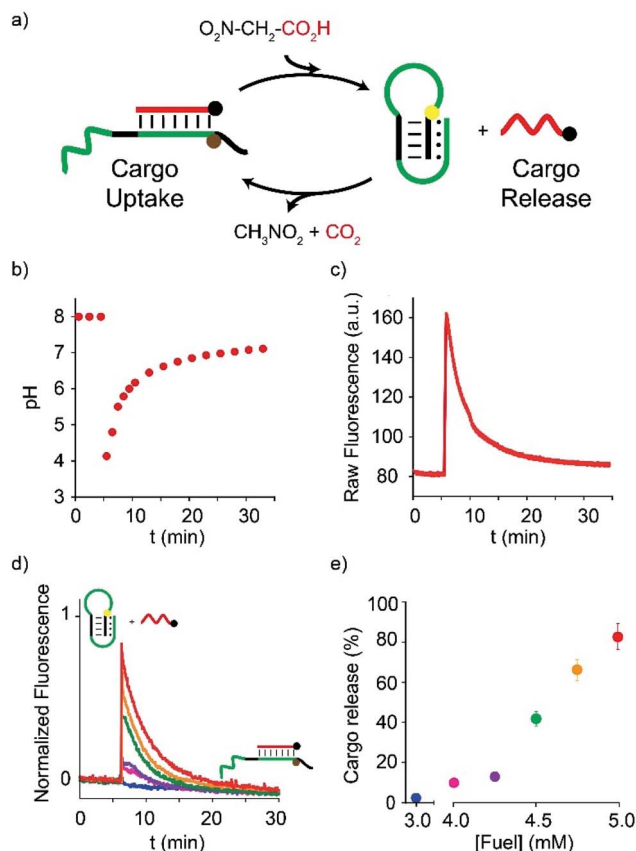 a)
O₂N-CH₂-CO₂H
Cargo
Uptake
+
Cargo
Release
CH₃NO₂ + CO₂
b)
pH
8
7
6
5
4
3
0 10 20 30
t (min)
c)
Raw Fluorescence (a.u.)
160
140
120
100
80
0 10 20 30
t (min)
d)
Normalized Fluorescence
1
0
+
0 10 20 30
t (min)
e)
Cargo release (%)
100
80
60
40
20
0
3.0 4.0 4.5 5.0
[Fuel] (mM)